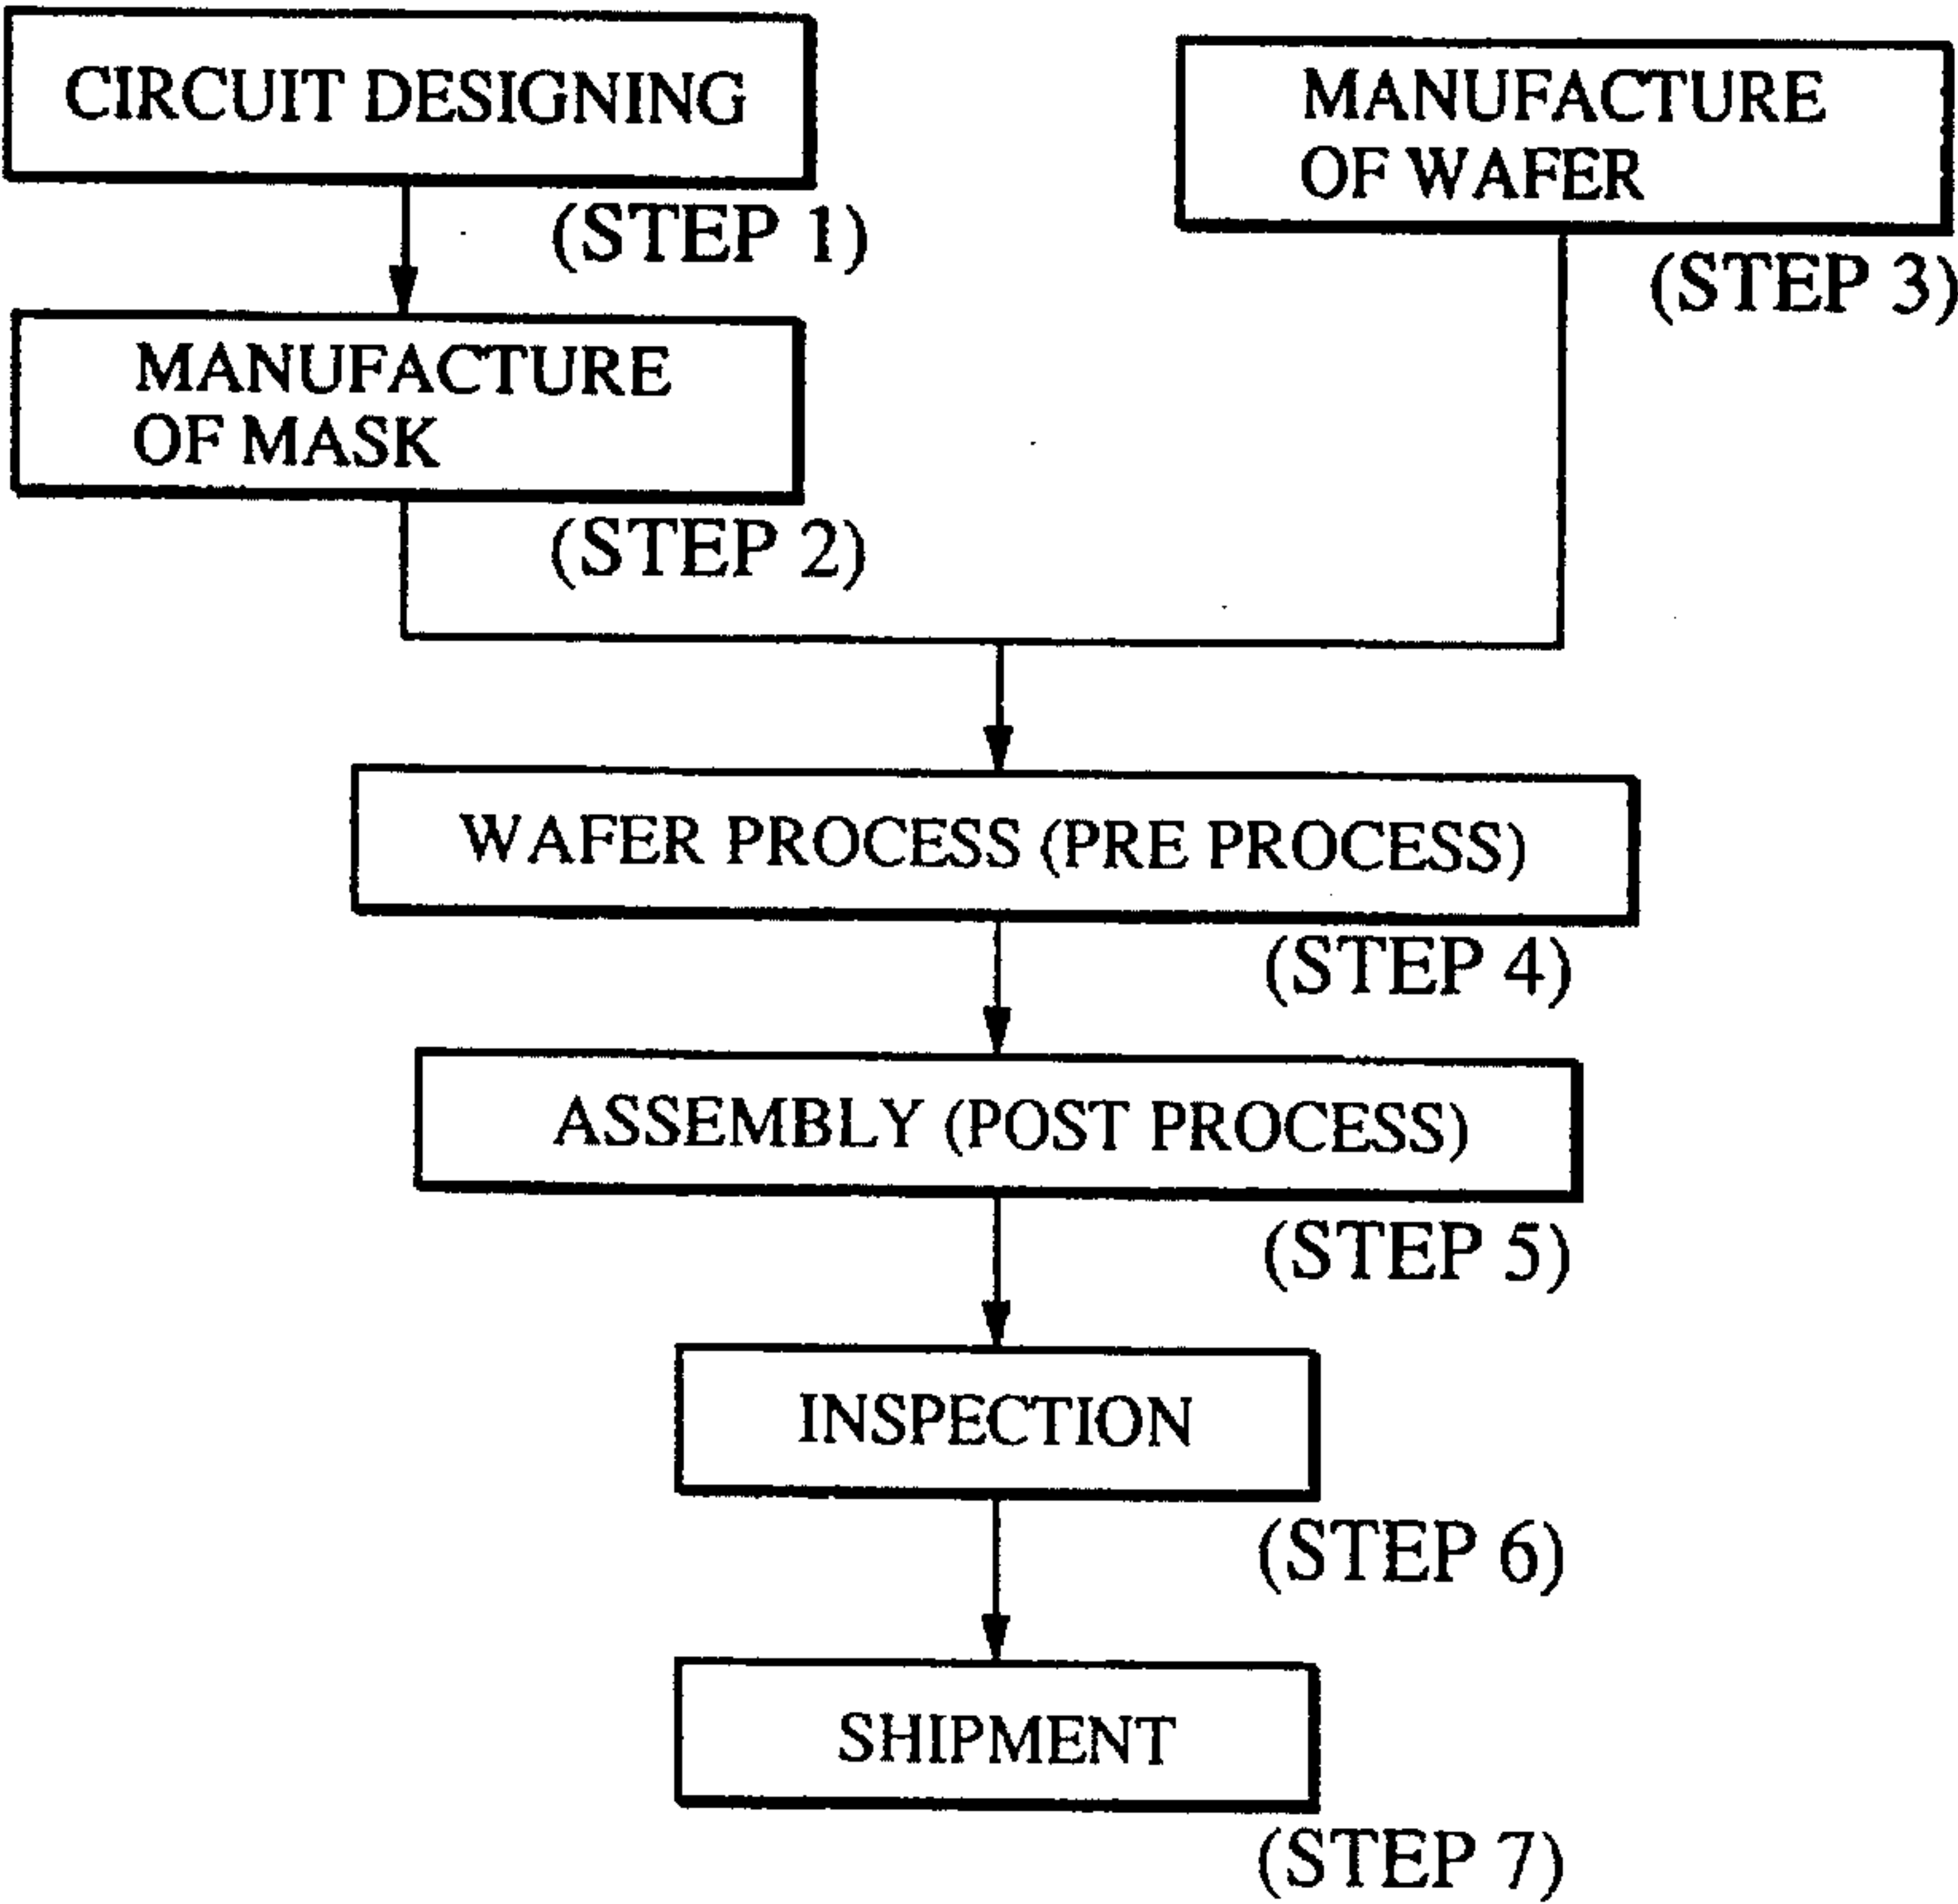 CIRCUIT DESIGNING
(STEP 1)
MANUFACTURE
OF MASK
(STEP 2)
MANUFACTURE
OF WAFER
(STEP 3)
WAFER PROCESS (PRE PROCESS)
(STEP 4)
ASSEMBLY (POST PROCESS)
(STEP 5)
INSPECTION
(STEP 6)
SHIPMENT
(STEP 7)